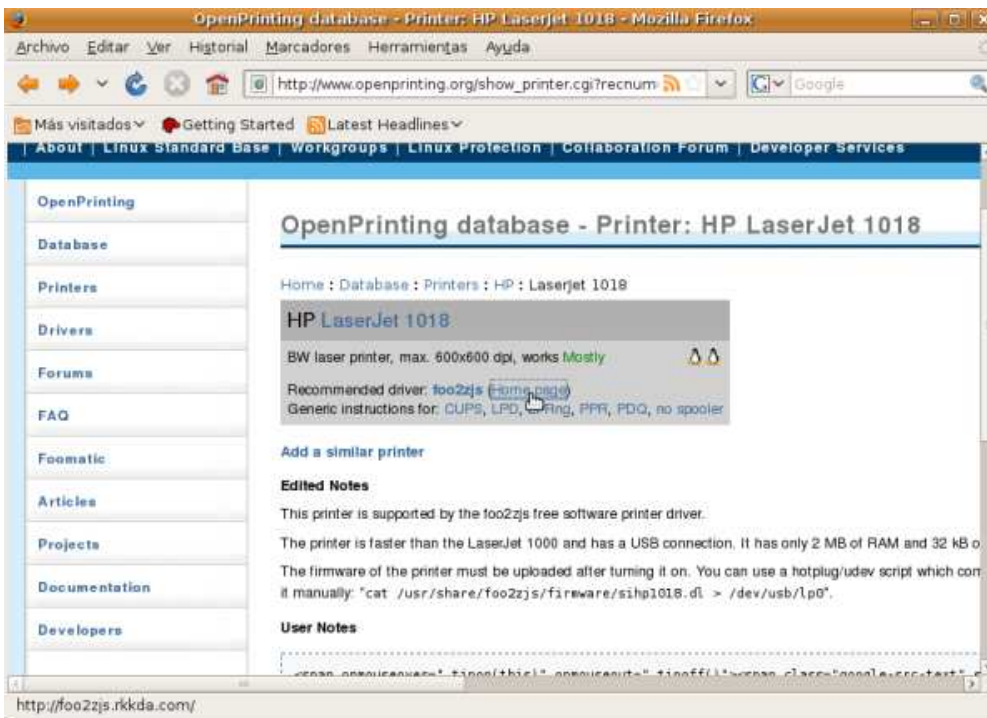 OpenPrinting database - Printer: HP Laserjet 1018 - Mozilla Firefox
Archivo Editar Ver Historial Marcadores Herramientas Ayuda
http://www.openprinting.org/show_printer.cgi?recnum
Google
Más visitados Getting Started Latest Headlines
| About | Linux Standard Base | Workgroups | Linux Protection | Collaboration Forum | Developer Services
OpenPrinting
Database
Printers
Drivers
Forums
FAQ
Foomatic
Articles
Projects
Documentation
Developers
OpenPrinting database - Printer: HP LaserJet 1018
Home : Database : Printers : HP : Laserjet 1018
HP LaserJet 1018
BW laser printer, max. 600x600 dpi, works Mostly
Recommended driver: foo2zjs (Home page)
Generic instructions for: CUPS, LPD, PPR, PDQ, no spooler
Add a similar printer
Edited Notes
This printer is supported by the foo2zjs free software printer driver.
The printer is faster than the LaserJet 1000 and has a USB connection. It has only 2 MB of RAM and 32 kB o
The firmware of the printer must be uploaded after turning it on. You can use a hotplug/udev script which
it manually: "cat /usr/share/foo2zjs/firmware/sihp1018.dl > /dev/usb/lp0".
User Notes
http://foo2zjs.rkkda.com/